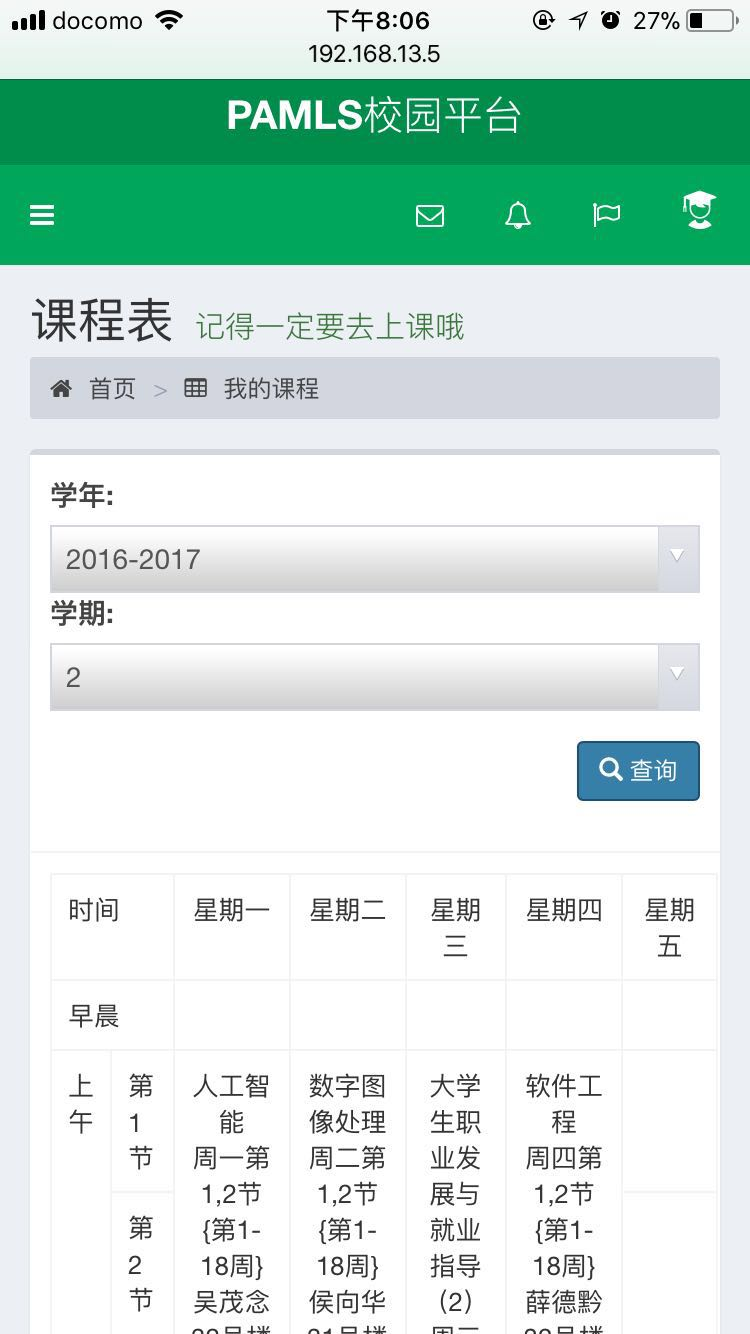 docomo 下午8:06 27%
192.168.13.5
PAMLS校园平台
课程表 记得一定要去上课哦
首页 > 我的课程
学年:
2016-2017
学期:
2
查询
时间 星期一 星期二 星期三 星期四 星期五
早晨
上午
第1节
人工智
能
周一第
1,2节
{第1-
18周}
吴茂念
数字图
像处理
周二第
1,2节
{第1-
18周}
侯向华
大学
生职
业发
展与
就业
指导
（2）
软件工
程
周四第
1,2节
{第1-
18周}
薛德黔
第2节